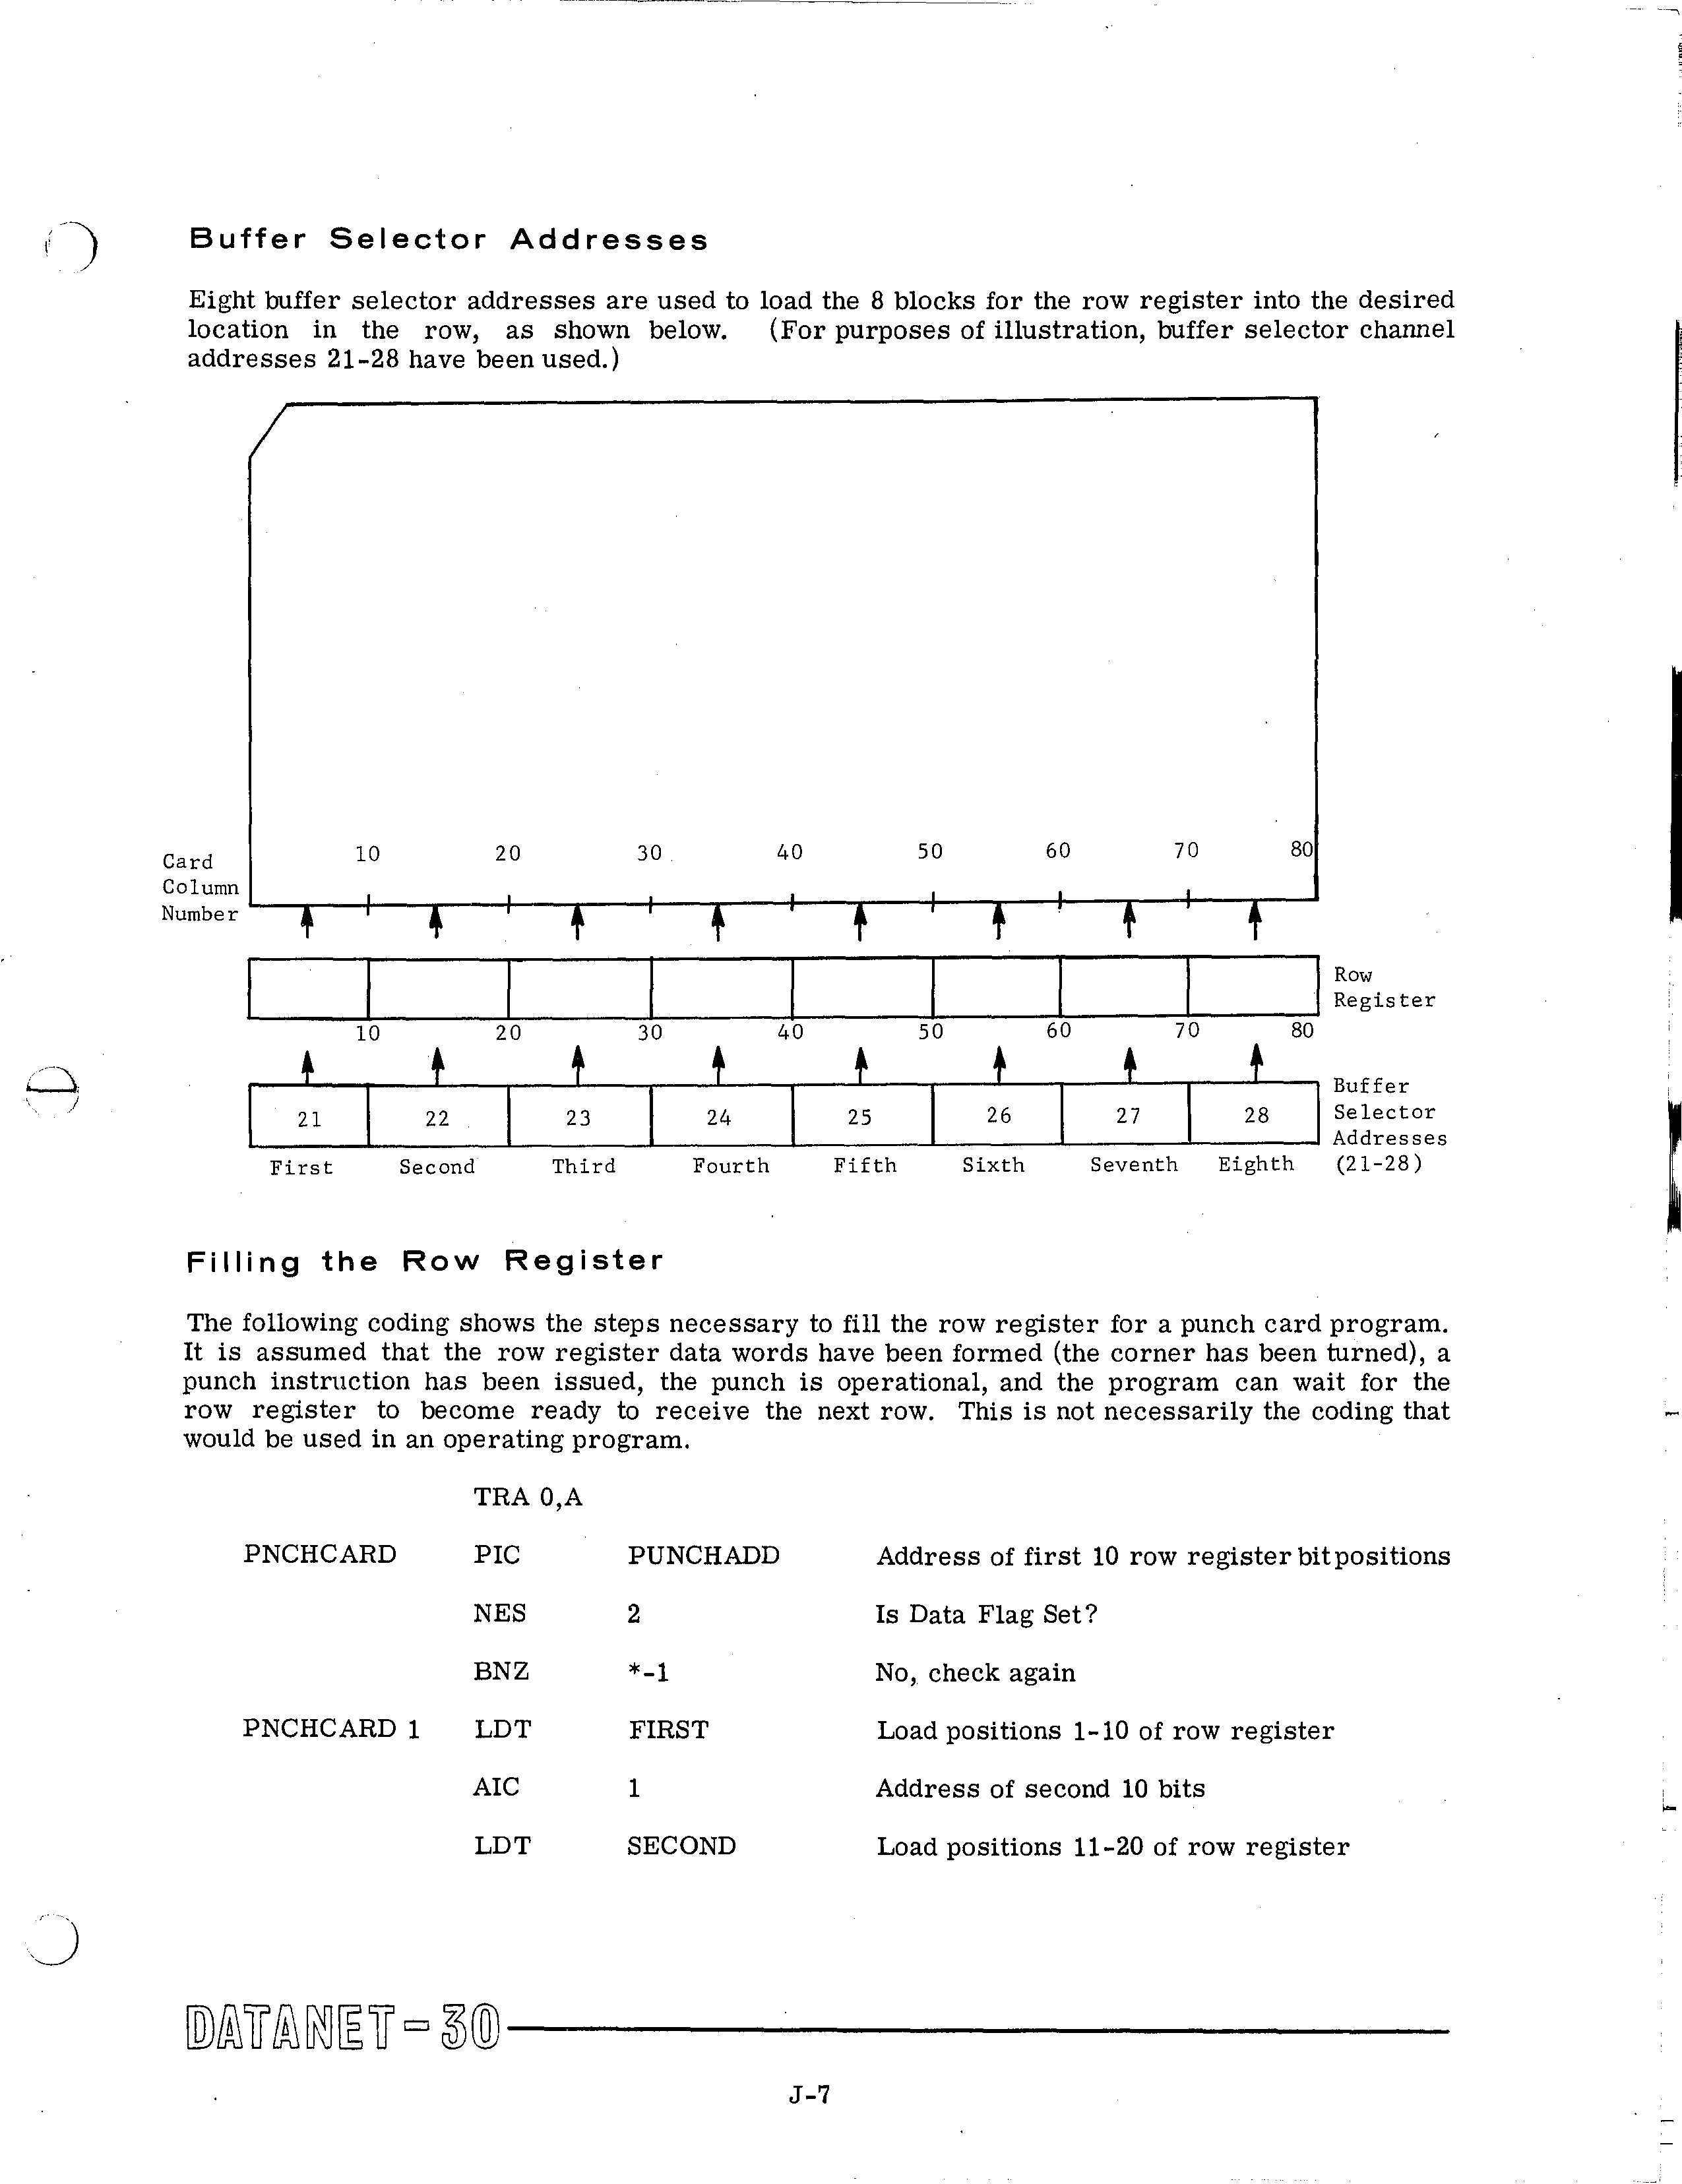 Buffer Selector Addresses
Eight buffer selector addresses are used to load the 8 blocks for the row register into the desired
location in the row, as shown below. (For purposes of illustration, buffer selector channel
addresses 21-28 have been used.)
10 20 30 40 50 60 70 80
Card
Column
Number
Row
Register
10 20 30 40 50 60 70 80
21 22 23 24 25 26 27 28
Buffer
Selector
Addresses
(21-28)
First Second Third Fourth Fifth Sixth Seventh Eighth
Filling the Row Register
The following coding shows the steps necessary to fill the row register for a punch card program.
It is assumed that the row register data words have been formed (the corner has been turned), a
punch instruction has been issued, the punch is operational, and the program can wait for the
row register to become ready to receive the next row. This is not necessarily the coding that
would be used in an operating program.
TRA 0,A
PNCHCARD PIC PUNCHADD Address of first 10 row register bit positions
NES 2 Is Data Flag Set?
BNZ *-1 No, check again
PNCHCARD 1 LDT FIRST Load positions 1-10 of row register
AIC 1 Address of second 10 bits
LDT SECOND Load positions 11-20 of row register
DATANET-30
J-7